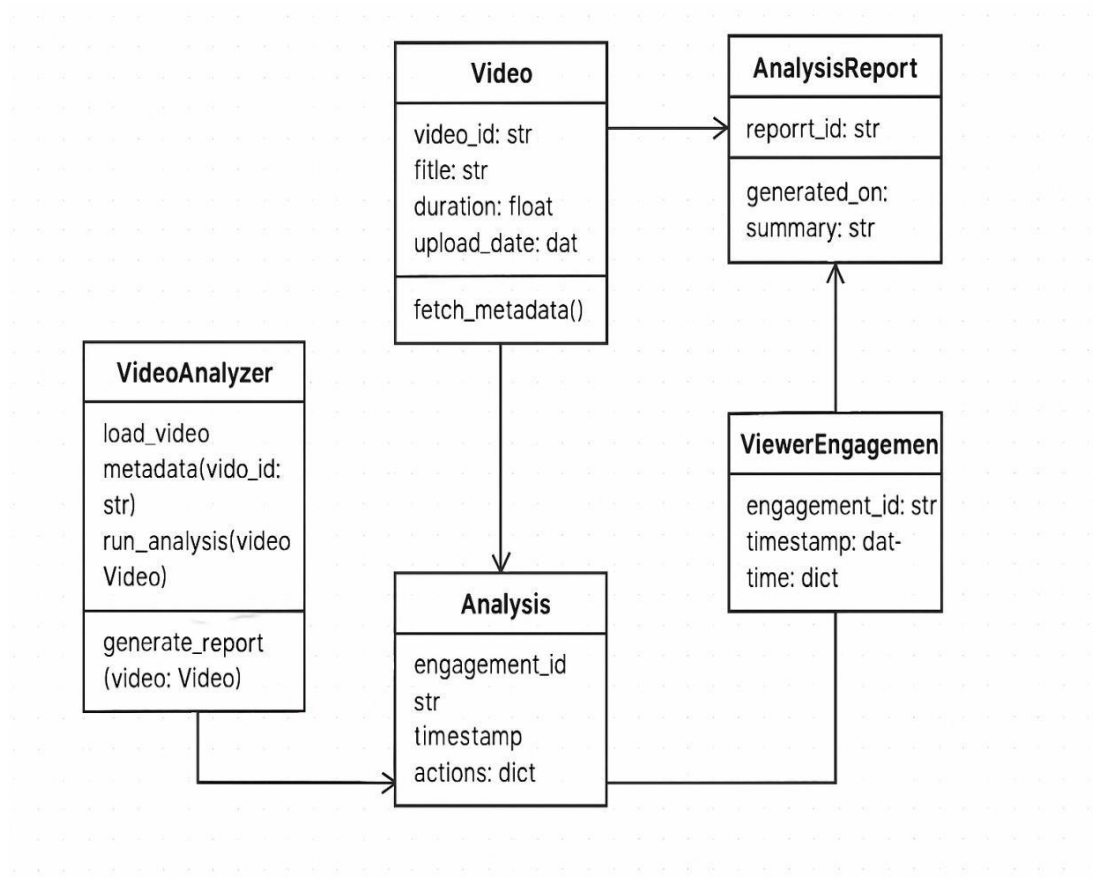 Video
video_id: str
fitle: str
duration: float
upload_date: dat
fetch_metadata()
AnalysisReport
reporrt_id: str
generated_on:
summary: str
VideoAnalyzer
load_video
metadata(vido_id:
str)
run_analysis(video
Video)
generate_report
(video: Video)
ViewerEngagemen
engagement_id: str
timestamp: dat-
time: dict
Analysis
engagement_id
str
timestamp
actions: dict